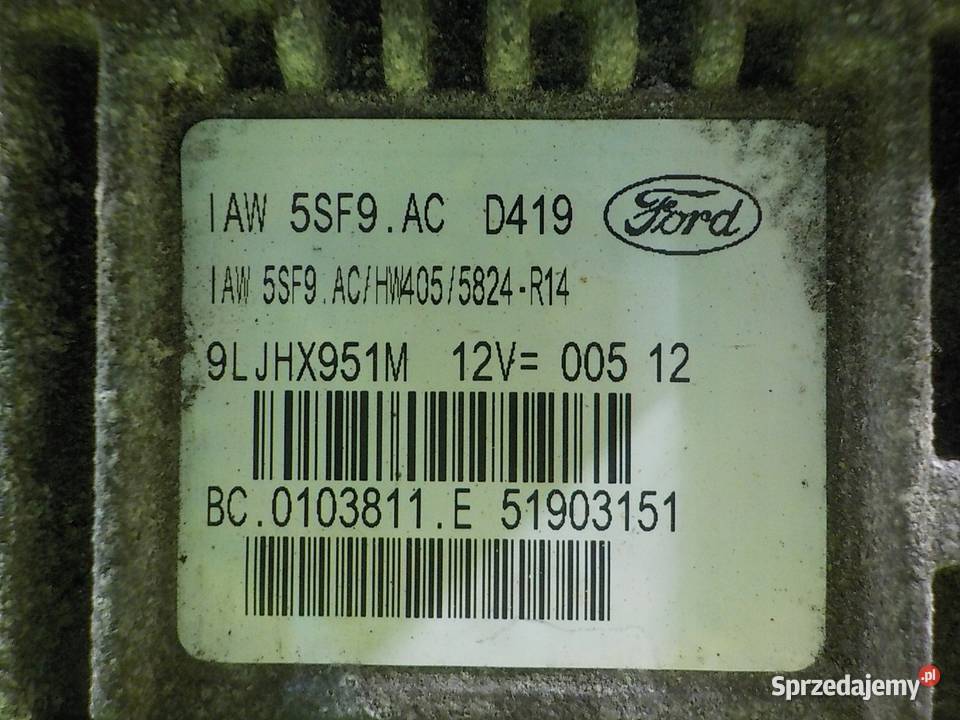 IAW 5SF9.AC D419 Ford
IAW 5SF9.AC/HW405/5824-R14
9LJHX951M 12V= 005 12
BC.0103811.E 51903151
Sprzedajemy.pl